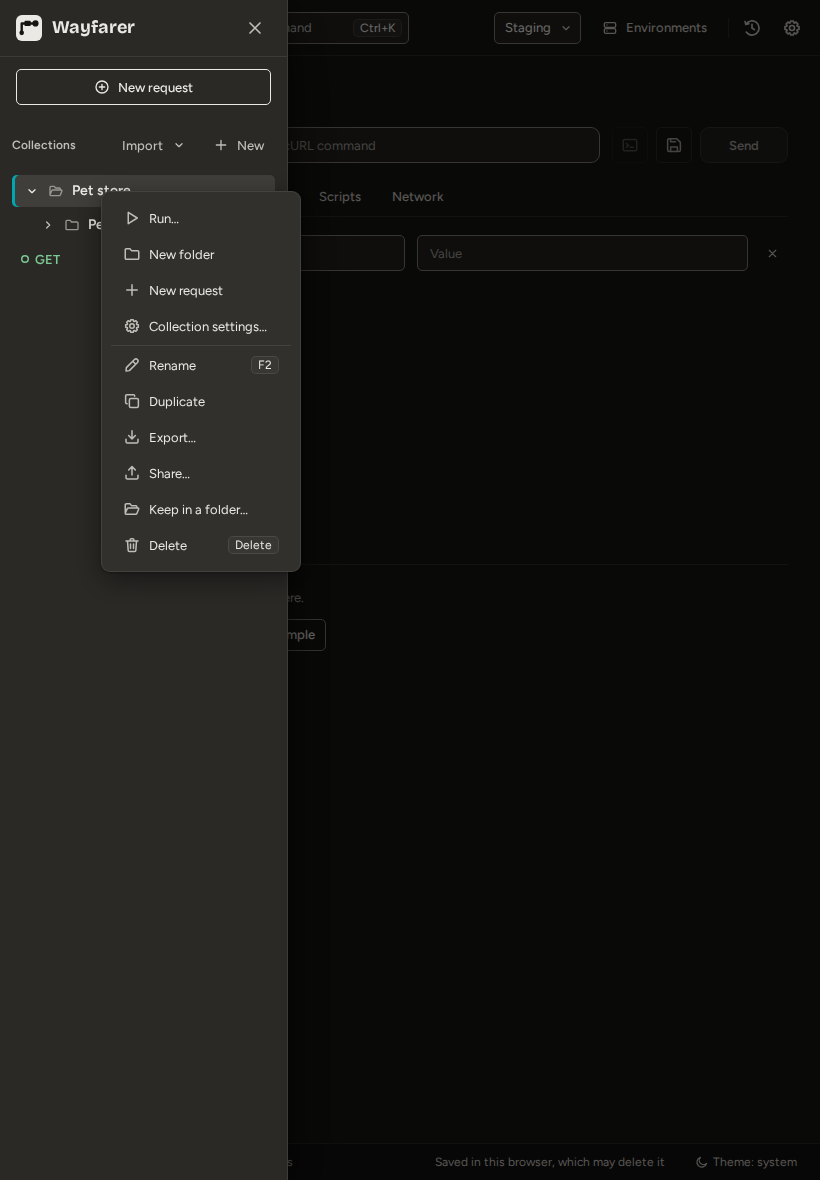 Wayfarer
mand
Ctrl+K
Staging
Environments
New request
Collections
Import
New
cURL command
Send
Pet store
Scripts
Network
Pe
GET
Value
Run...
New folder
New request
Collection settings...
Rename
F2
Duplicate
Export...
Share...
Keep in a folder...
Delete
Delete
ere.
mple
s
Saved in this browser, which may delete it
Theme: system